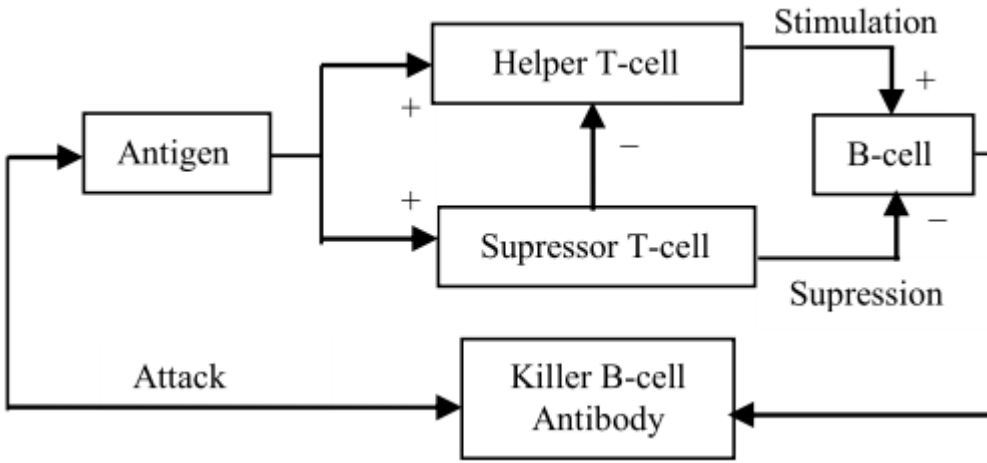 Stimulation
Helper T-cell
+
+
Antigen
−
B-cell
+
−
Supressor T-cell
Supression
Attack
Killer B-cell
Antibody